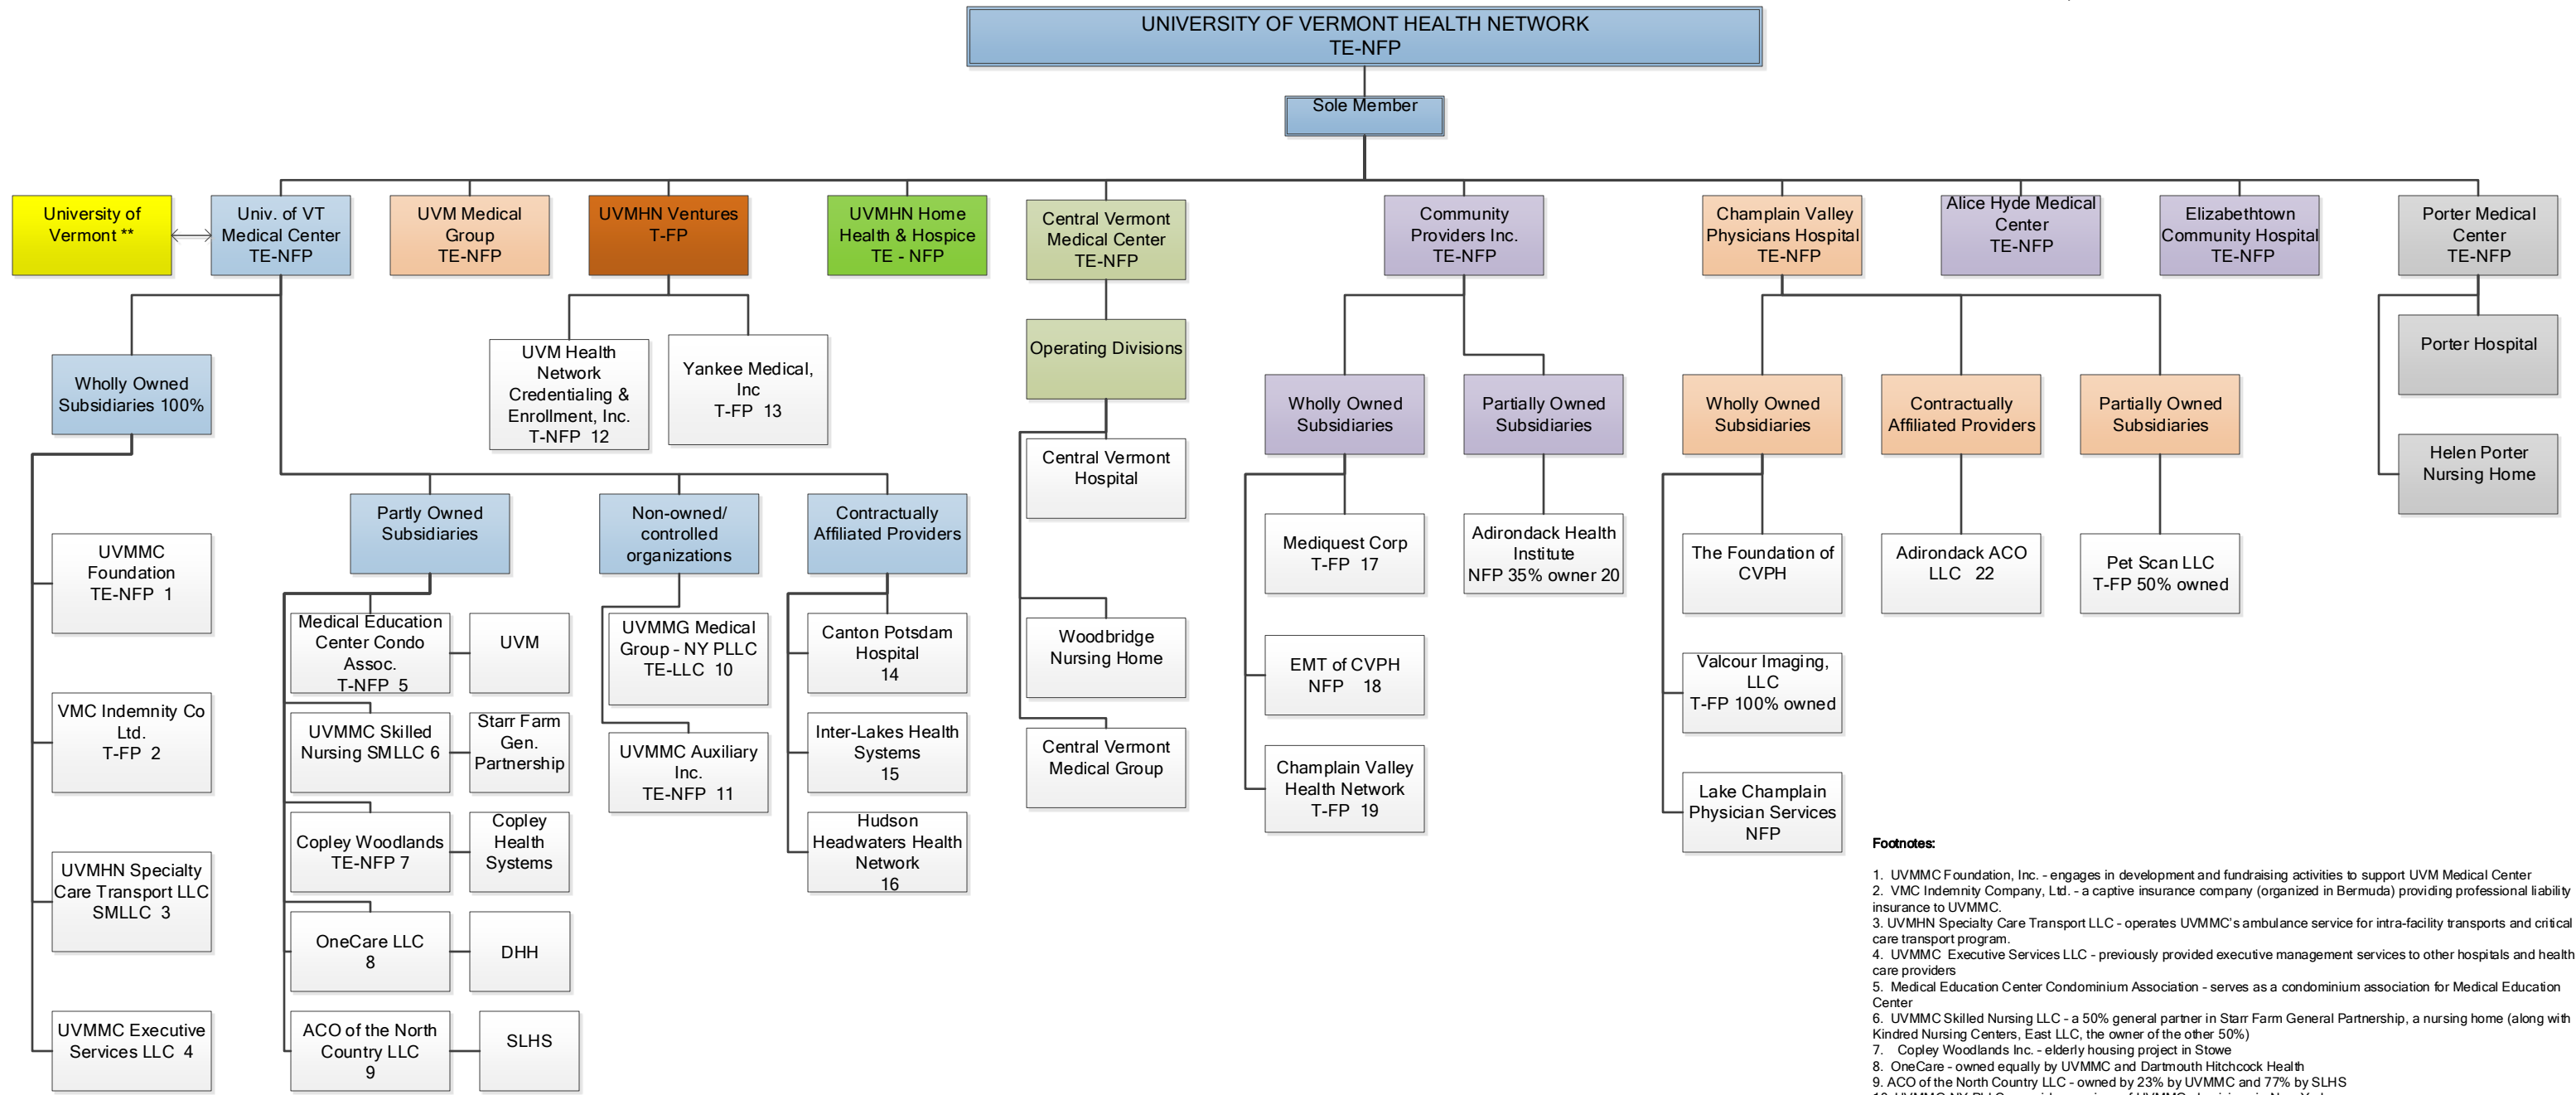 UNIVERSITY OF VERMONT HEALTH NETWORK
TE-NFP
Sole Member
University of
Vermont **
Univ. of VT
Medical Center
TE-NFP
UVM Medical
Group
TE-NFP
UVMHN Ventures
T-FP
UVMHN Home
Health & Hospice
TE - NFP
Central Vermont
Medical Center
TE-NFP
Community
Providers Inc.
TE-NFP
Champlain Valley
Physicians Hospital
TE-NFP
Alice Hyde Medical
Center
TE-NFP
Elizabethtown
Community Hospital
TE-NFP
Porter Medical
Center
TE-NFP
Wholly Owned
Subsidiaries 100%
UVMMC
Foundation
TE-NFP 1
VMC Indemnity Co
Ltd.
T-FP 2
UVMHN Specialty
Care Transport LLC
SMLLC 3
UVMMC Executive
Services LLC 4
Partly Owned
Subsidiaries
Medical Education
Center Condo
Assoc.
T-NFP 5
UVM
UVMMC Skilled
Nursing SMLLC 6
Starr Farm
Gen.
Partnership
Copley Woodlands
TE-NFP 7
Copley
Health
Systems
OneCare LLC
8
DHH
ACO of the North
Country LLC
9
SLHS
Non-owned/
controlled
organizations
UVMMG Medical
Group - NY PLLC
TE-LLC 10
UVMMC Auxiliary
Inc.
TE-NFP 11
Contractually
Affiliated Providers
Canton Potsdam
Hospital
14
Inter-Lakes Health
Systems
15
Hudson
Headwaters Health
Network
16
UVM Health
Network
Credentialing &
Enrollment, Inc.
T-NFP 12
Yankee Medical,
Inc
T-FP 13
Operating Divisions
Central Vermont
Hospital
Woodbridge
Nursing Home
Central Vermont
Medical Group
Wholly Owned
Subsidiaries
Mediquest Corp
T-FP 17
EMT of CVPH
NFP 18
Champlain Valley
Health Network
T-FP 19
Partially Owned
Subsidiaries
Adirondack Health
Institute
NFP 35% owner 20
Wholly Owned
Subsidiaries
The Foundation of
CVPH
Valcour Imaging,
LLC
T-FP 100% owned
Lake Champlain
Physician Services
NFP
Contractually
Affiliated Providers
Adirondack ACO
LLC 22
Partially Owned
Subsidiaries
Pet Scan LLC
T-FP 50% owned
Porter Hospital
Helen Porter
Nursing Home
Footnotes:
1. UVMMC Foundation, Inc. - engages in development and fundraising activities to support UVM Medical Center
2. VMC Indemnity Company, Ltd. - a captive insurance company (organized in Bermuda) providing professional liability
insurance to UVMMC.
3. UVMHN Specialty Care Transport LLC - operates UVMMC's ambulance service for intra-facility transports and critical
care transport program.
4. UVMMC Executive Services LLC - previously provided executive management services to other hospitals and health
care providers
5. Medical Education Center Condominium Association - serves as a condominium association for Medical Education
Center
6. UVMMC Skilled Nursing LLC - a 50% general partner in Starr Farm General Partnership, a nursing home (along with
Kindred Nursing Centers, East LLC, the owner of the other 50%)
7. Copley Woodlands Inc. - elderly housing project in Stowe
8. OneCare - owned equally by UVMMC and Dartmouth Hitchcock Health
9. ACO of the North Country LLC - owned by 23% by UVMMC and 77% by SLHS